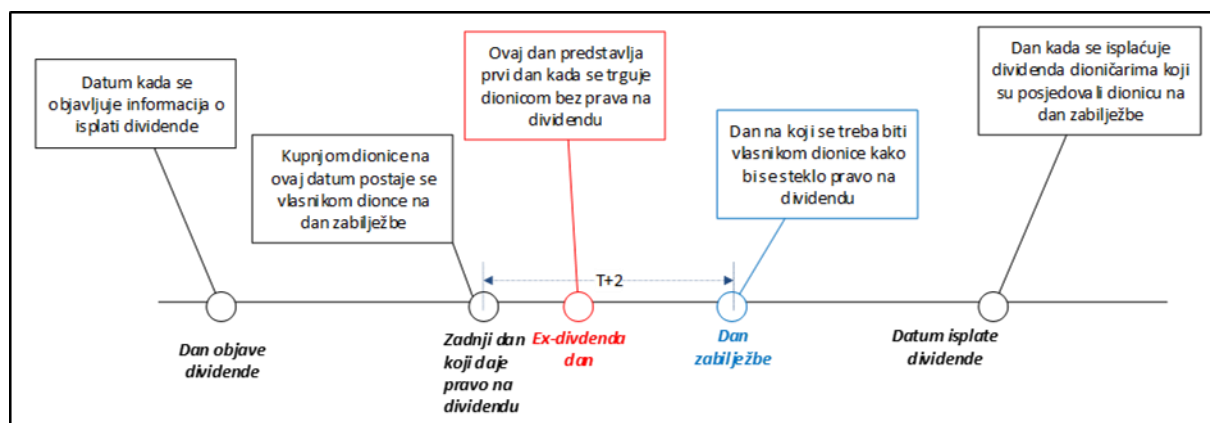 Datum kada se
objavljuje informacija o
isplati dividende
Kupnjom dionice na
ovaj datum postaje se
vlasnikom dionce na
dan zabilježbe
Ovaj dan predstavlja
prvi dan kada se trguje
dionicom bez prava na
dividendu
Dan na koji se treba biti
vlasnikom dionice kako
bi se steklo pravo na
dividendu
Dan kada se isplaćuje
dividenda dioničarima koji
su posjedovali dionicu na
dan zabilježbe
T+2
Dan objave
dividende
Zadnji dan
koji daje
pravo na
dividendu
Ex-divdenda
dan
Dan
zabilježbe
Datum isplate
dividende